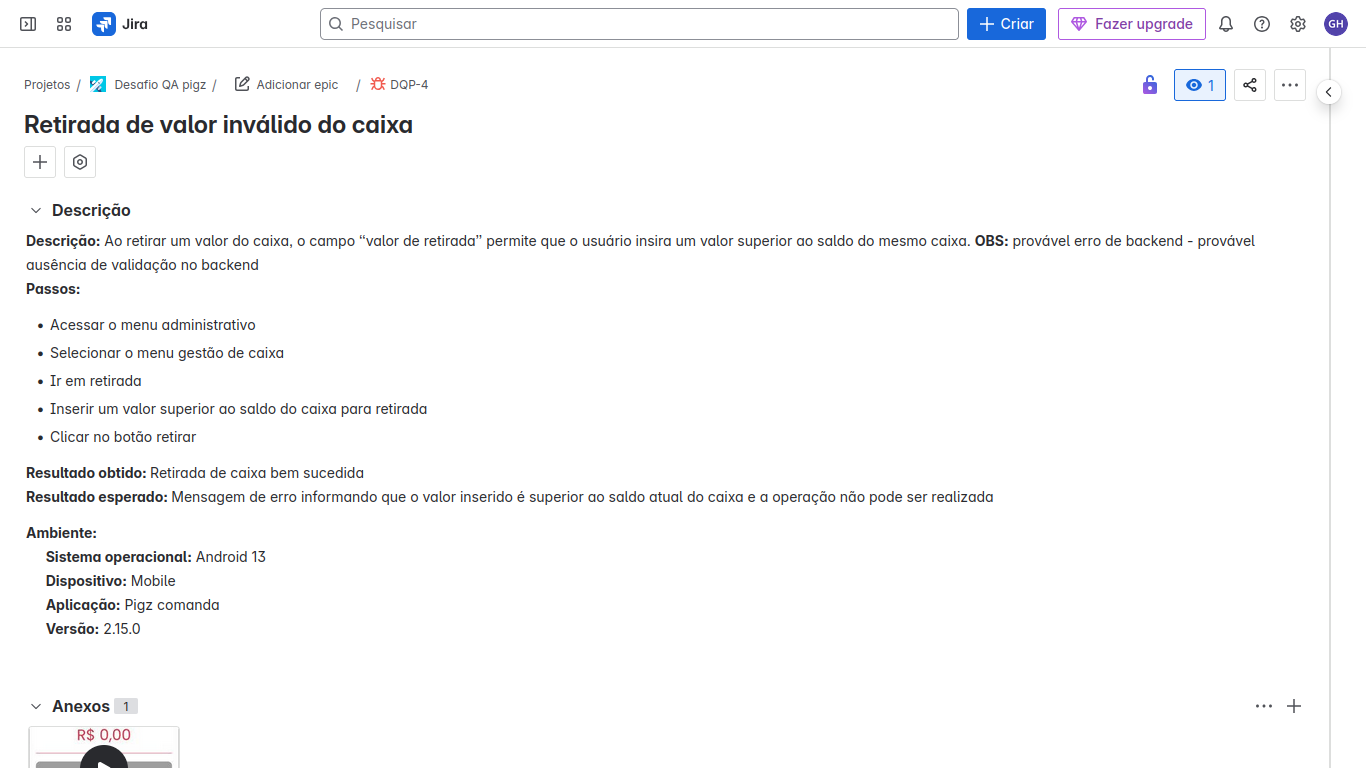 Jira
Pesquisar
Criar
Fazer upgrade
GH
Projetos / Desafio QA pigz / Adicionar epic / DQP-4
1
Retirada de valor inválido do caixa
Descrição
Descrição: Ao retirar um valor do caixa, o campo “valor de retirada” permite que o usuário insira um valor superior ao saldo do mesmo caixa. OBS: provável erro de backend - provável
ausência de validação no backend
Passos:
• Acessar o menu administrativo
• Selecionar o menu gestão de caixa
• Ir em retirada
• Inserir um valor superior ao saldo do caixa para retirada
• Clicar no botão retirar
Resultado obtido: Retirada de caixa bem sucedida
Resultado esperado: Mensagem de erro informando que o valor inserido é superior ao saldo atual do caixa e a operação não pode ser realizada
Ambiente:
Sistema operacional: Android 13
Dispositivo: Mobile
Aplicação: Pigz comanda
Versão: 2.15.0
Anexos 1
R$ 0,00